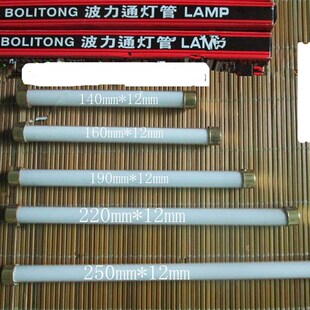 BOLITONG 波力通灯管 LAMP
BOLITONG 波力通灯管 LAMP
140mm*12mm
160mm*12mm
190mm*12mm
220mm*12mm
250mm*12mm